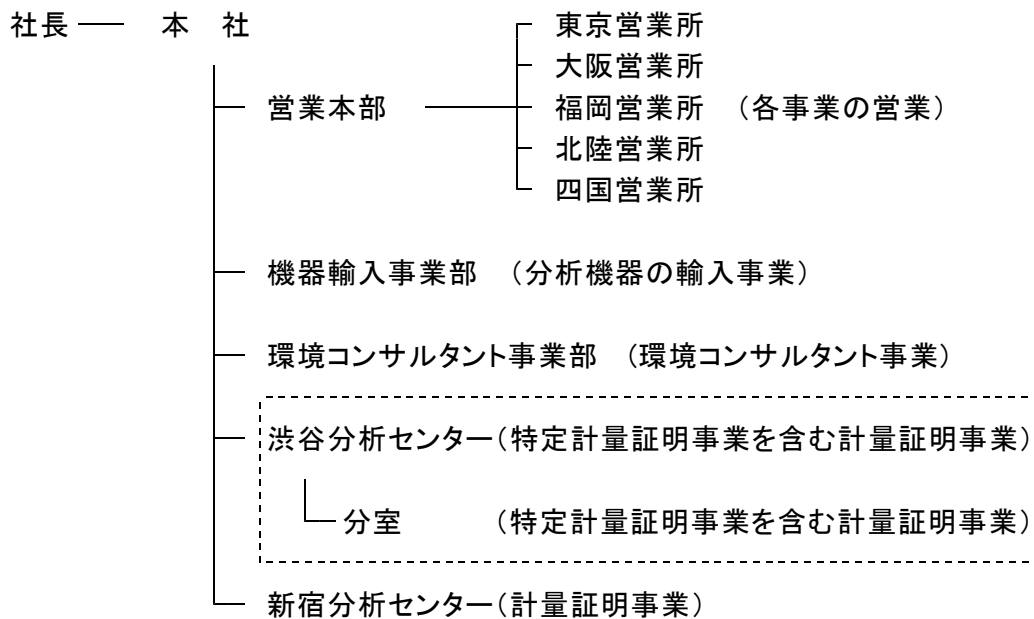 社長 本 社
東京営業所
大阪営業所
営業本部 福岡営業所 (各事業の営業)
北陸営業所
四国営業所
機器輸入事業部 (分析機器の輸入事業)
環境コンサルタント事業部 (環境コンサルタント事業)
渋谷分析センター(特定計量証明事業を含む計量証明事業)
分室 (特定計量証明事業を含む計量証明事業)
新宿分析センター(計量証明事業)